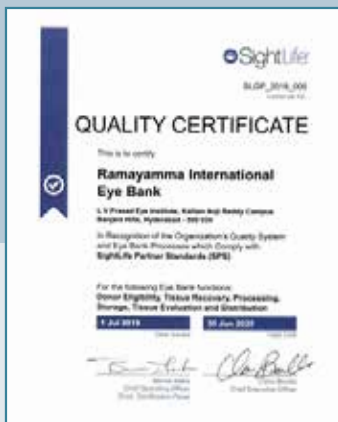 SightLife
QUALITY CERTIFICATE
This is to certify
Ramayamma International
Eye Bank
L V Prasad Eye Institute, Kallam Anji Reddy Campus
Banjara Hills, Hyderabad - 500 034
In Recognition of the Organization's Quality System
and Eye Bank Processes which Comply with
SightLife Partner Standards (SPS)
For the following Eye Bank functions:
Donor Eligibility, Tissue Recovery, Processing,
Storage, Tissue Evaluation and Distribution
1 Jul 2019 30 Jun 2020
Chief Operating Officer Chief Executive Officer